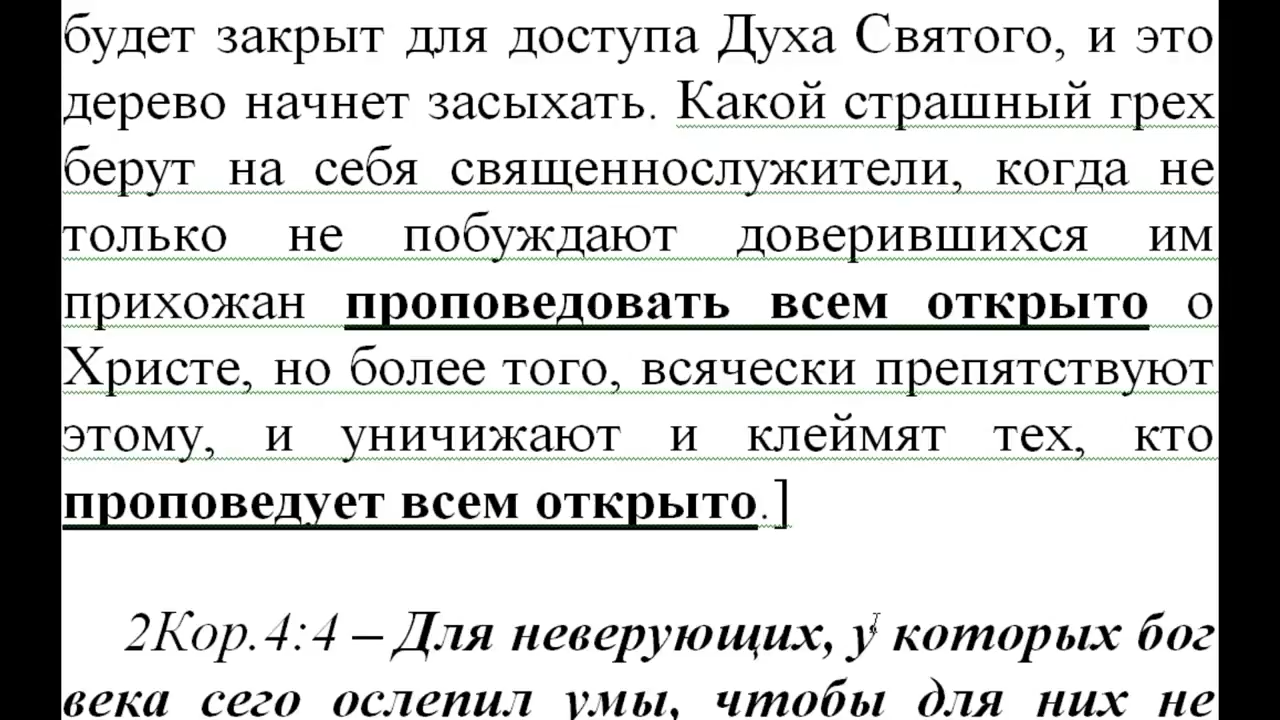 будет закрыт для доступа Духа Святого, и это
дерево начнет засыхать. Какой страшный грех
берут на себя священнослужители, когда не
только не побуждают доверившихся им
прихожан проповедовать всем открыто о
Христе, но более того, всячески препятствуют
этому, и уничижают и клеймят тех, кто
проповедует всем открыто.]
2Кор.4:4 – Для неверующих, у которых бог
века сего ослепил умы, чтобы для них не